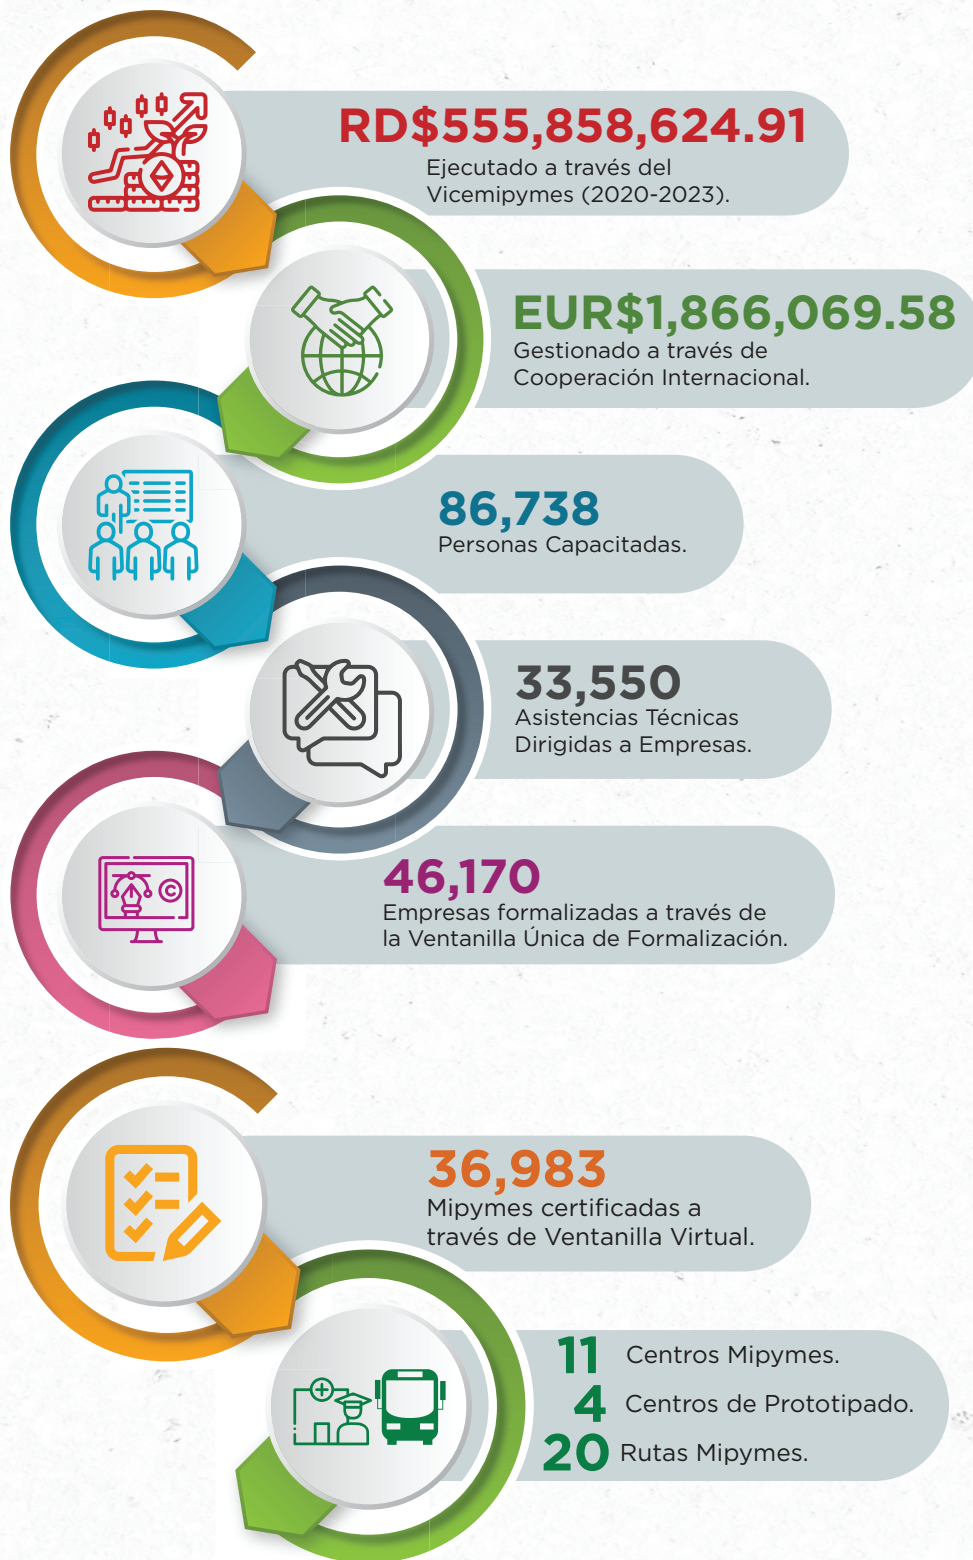 RD$555,858,624.91
Ejecutado a través del
Vicemipymes (2020-2023).
EUR$1,866,069.58
Gestionado a través de
Cooperación Internacional.
86,738
Personas Capacitadas.
33,550
Asistencias Técnicas
Dirigidas a Empresas.
C
46,170
Empresas formalizadas a través de
la Ventanilla Única de Formalización.
36,983
Mipymes certificadas a
través de Ventanilla Virtual.
11 Centros Mipymes.
4 Centros de Prototipado.
20 Rutas Mipymes.